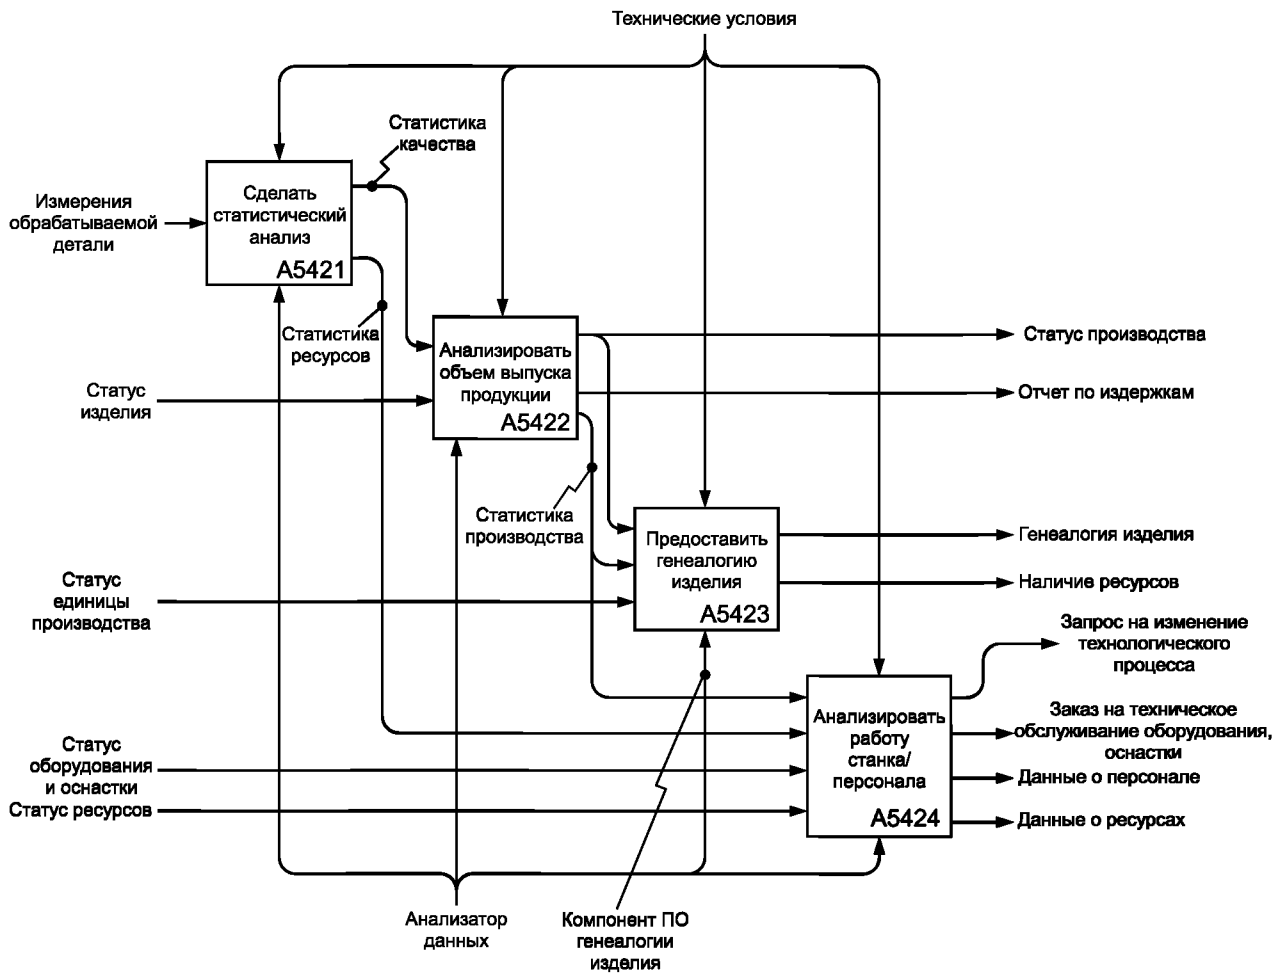 Технические условия
Статистика
качества
Измерения
обрабатываемой
детали
Сделать
статистический
анализ
A5421
Статистика
ресурсов
Анализировать
объем выпуска
продукции
A5422
Статус производства
Отчет по издержкам
Статус
изделия
Статистика
производства
Предоставить
генеалогию
изделия
A5423
Генеалогия изделия
Наличие ресурсов
Статус
единицы
производства
Запрос на изменение
технологического
процесса
Анализировать
работу
станка/
персонала
A5424
Заказ на техническое
обслуживание оборудования,
оснастки
Данные о персонале
Данные о ресурсах
Статус
оборудования
и оснастки
Статус ресурсов
Анализатор
данных
Компонент ПО
генеалогии
изделия